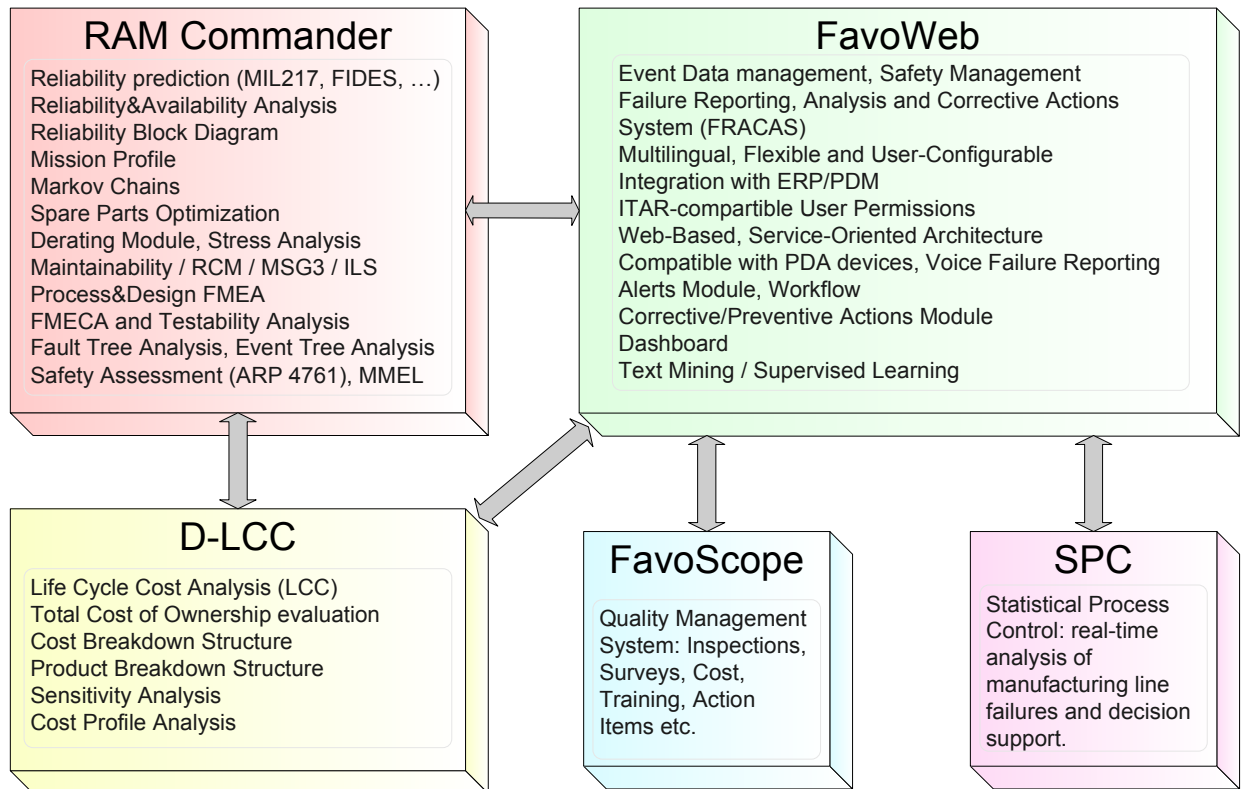 RAM Commander
Reliability prediction (MIL217, FIDES, …)
Reliability&Availability Analysis
Reliability Block Diagram
Mission Profile
Markov Chains
Spare Parts Optimization
Derating Module, Stress Analysis
Maintainability / RCM / MSG3 / ILS
Process&Design FMEA
FMECA and Testability Analysis
Fault Tree Analysis, Event Tree Analysis
Safety Assessment (ARP 4761), MMEL
FavoWeb
Event Data management, Safety Management
Failure Reporting, Analysis and Corrective Actions
System (FRACAS)
Multilingual, Flexible and User-Configurable
Integration with ERP/PDM
ITAR-compartible User Permissions
Web-Based, Service-Oriented Architecture
Compatible with PDA devices, Voice Failure Reporting
Alerts Module, Workflow
Corrective/Preventive Actions Module
Dashboard
Text Mining / Supervised Learning
D-LCC
Life Cycle Cost Analysis (LCC)
Total Cost of Ownership evaluation
Cost Breakdown Structure
Product Breakdown Structure
Sensitivity Analysis
Cost Profile Analysis
FavoScope
Quality Management
System: Inspections,
Surveys, Cost,
Training, Action
Items etc.
SPC
Statistical Process
Control: real-time
analysis of
manufacturing line
failures and decision
support.